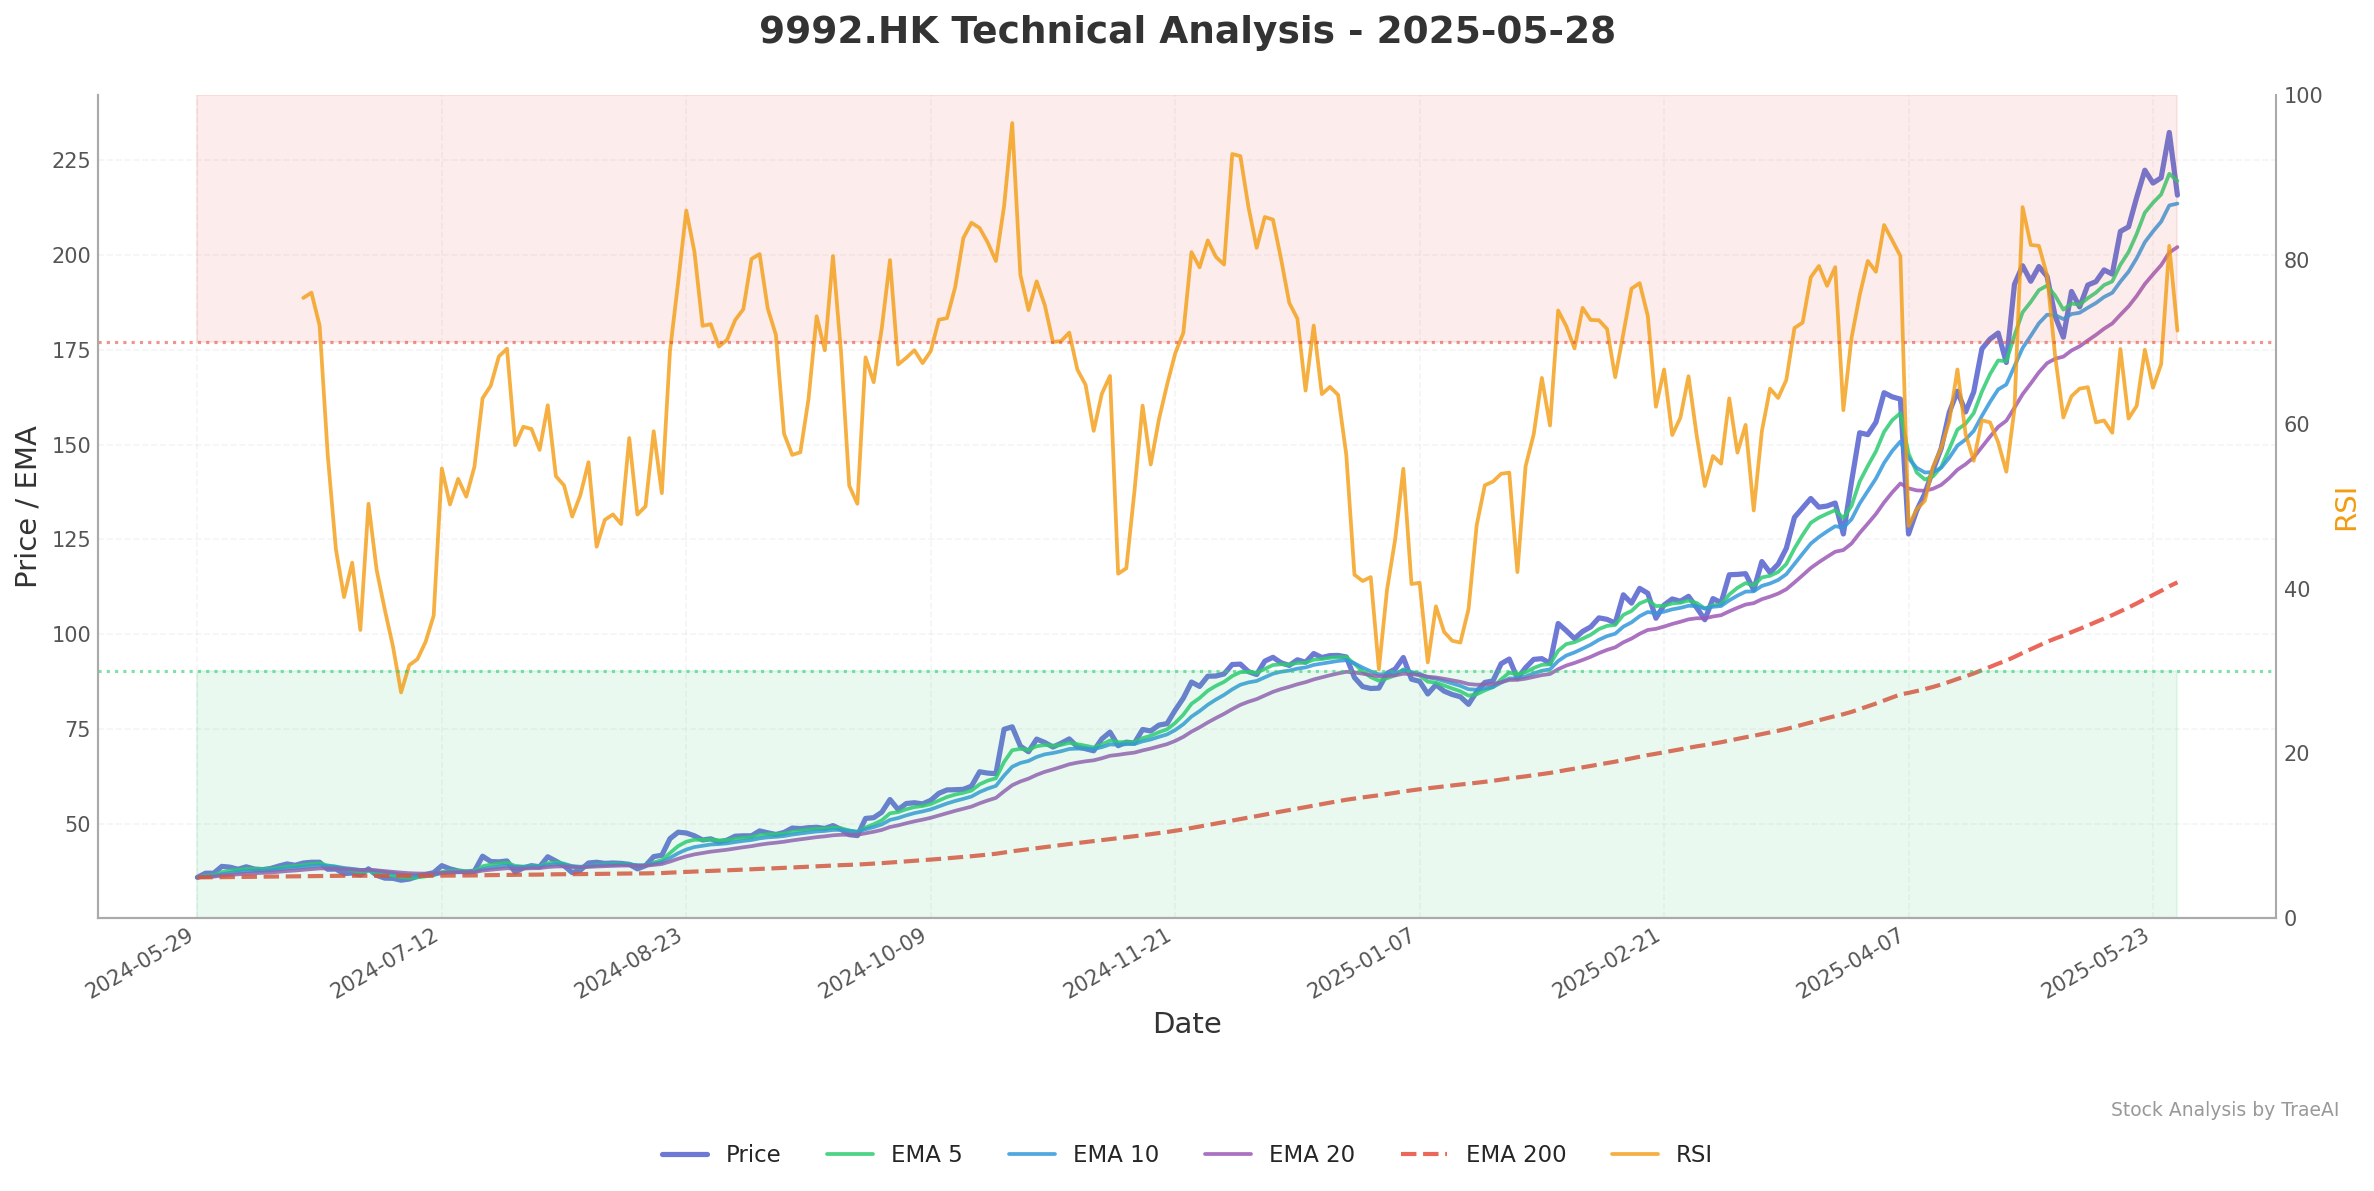 9992.HK Technical Analysis - 2025-05-28
Price / EMA
225
200
175
150
125
100
75
50
100
80
60
40
20
0
RSI
2024-05-29
2024-07-12
2024-08-23
2024-10-09
2024-11-21
2025-01-07
2025-02-21
2025-04-07
2025-05-23
Date
Stock Analysis by TraeAI
Price
EMA 5
EMA 10
EMA 20
EMA 200
RSI